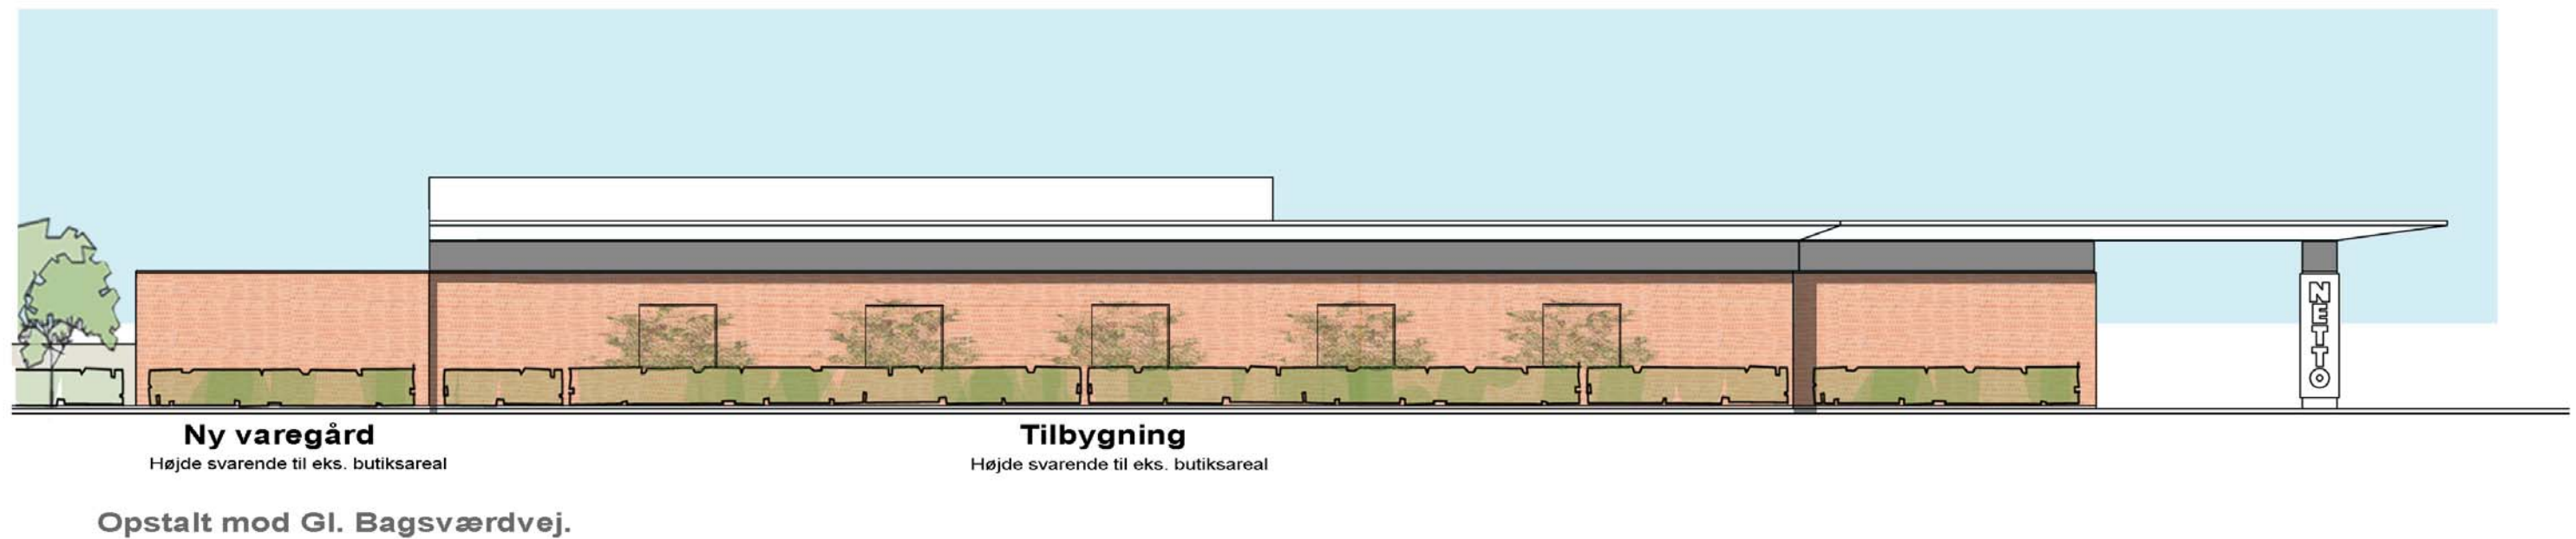 NETTO
Ny varegård
Højde svarende til eks. butiksareal
Tilbygning
Højde svarende til eks. butiksareal
Opstalt mod Gl. Bagsværdvej.